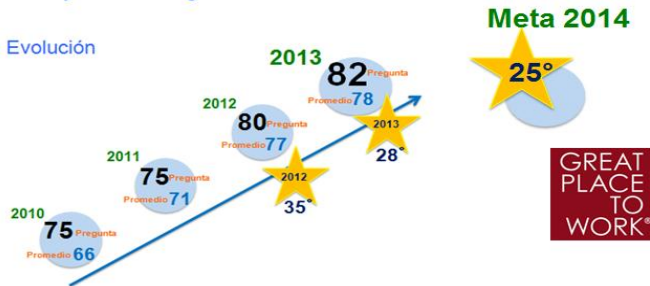 Meta 2014
Evolución
2013
82 Pregunta
Promedio 78
25°
2012
80 Pregunta
Promedio 77
2013
28°
2011
75 Pregunta
Promedio 71
2012
35°
2010
75 Pregunta
Promedio 66
GREAT
PLACE
TO
WORK®